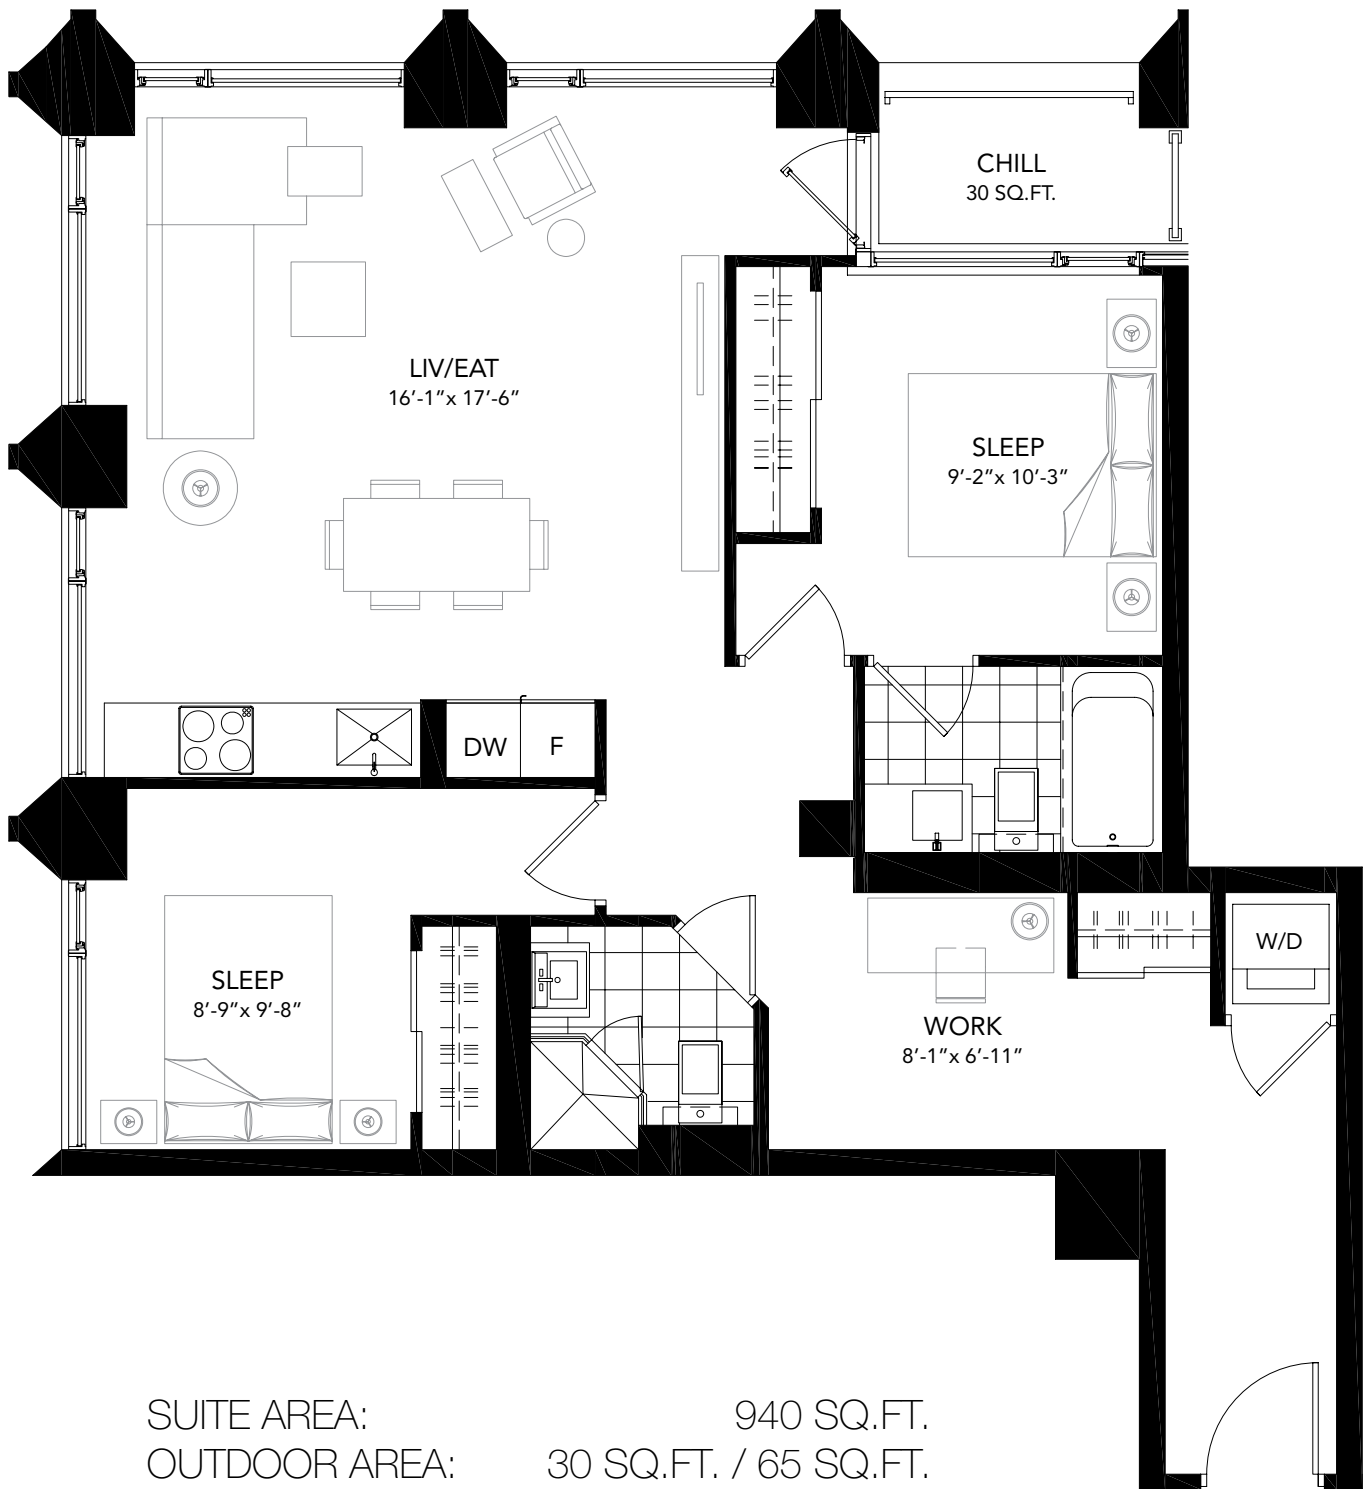 CHILL
30 SQ.FT.
LIV/EAT
16’-1”x 17’-6”
SLEEP
9’-2”x 10’-3”
DW
F
SLEEP
8’-9”x 9’-8”
W/D
WORK
8’-1”x 6’-11”
SUITE AREA: 940 SQ.FT.
OUTDOOR AREA: 30 SQ.FT. / 65 SQ.FT.